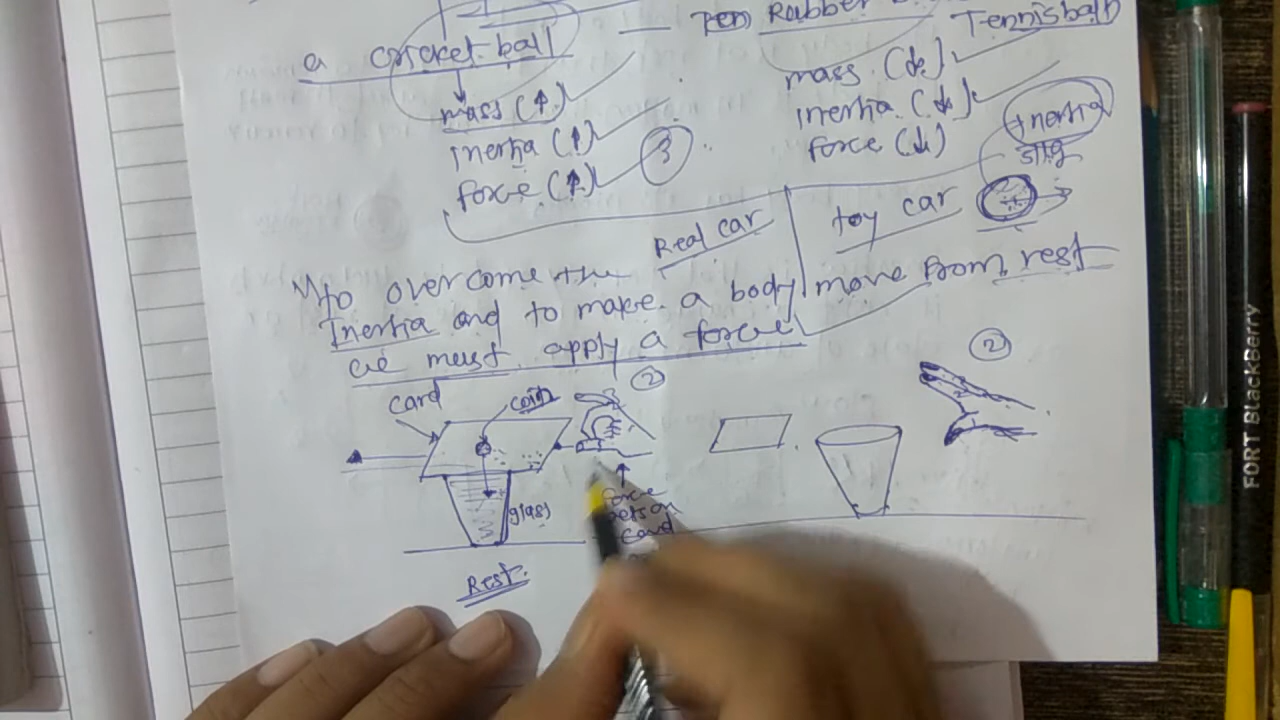 a cricket ball — Rubber
Tennis ball
mass (↑)
inertia (↑)
force (↑)
3
mass (↓)
inertia (↓)
force (↓)
Inertia
Real car
toy car
to overcome the
Inertia and to make a body move from rest
we must apply a force
card
coin
2
2
glass
force
card
Rest.
FORT BlackBerry